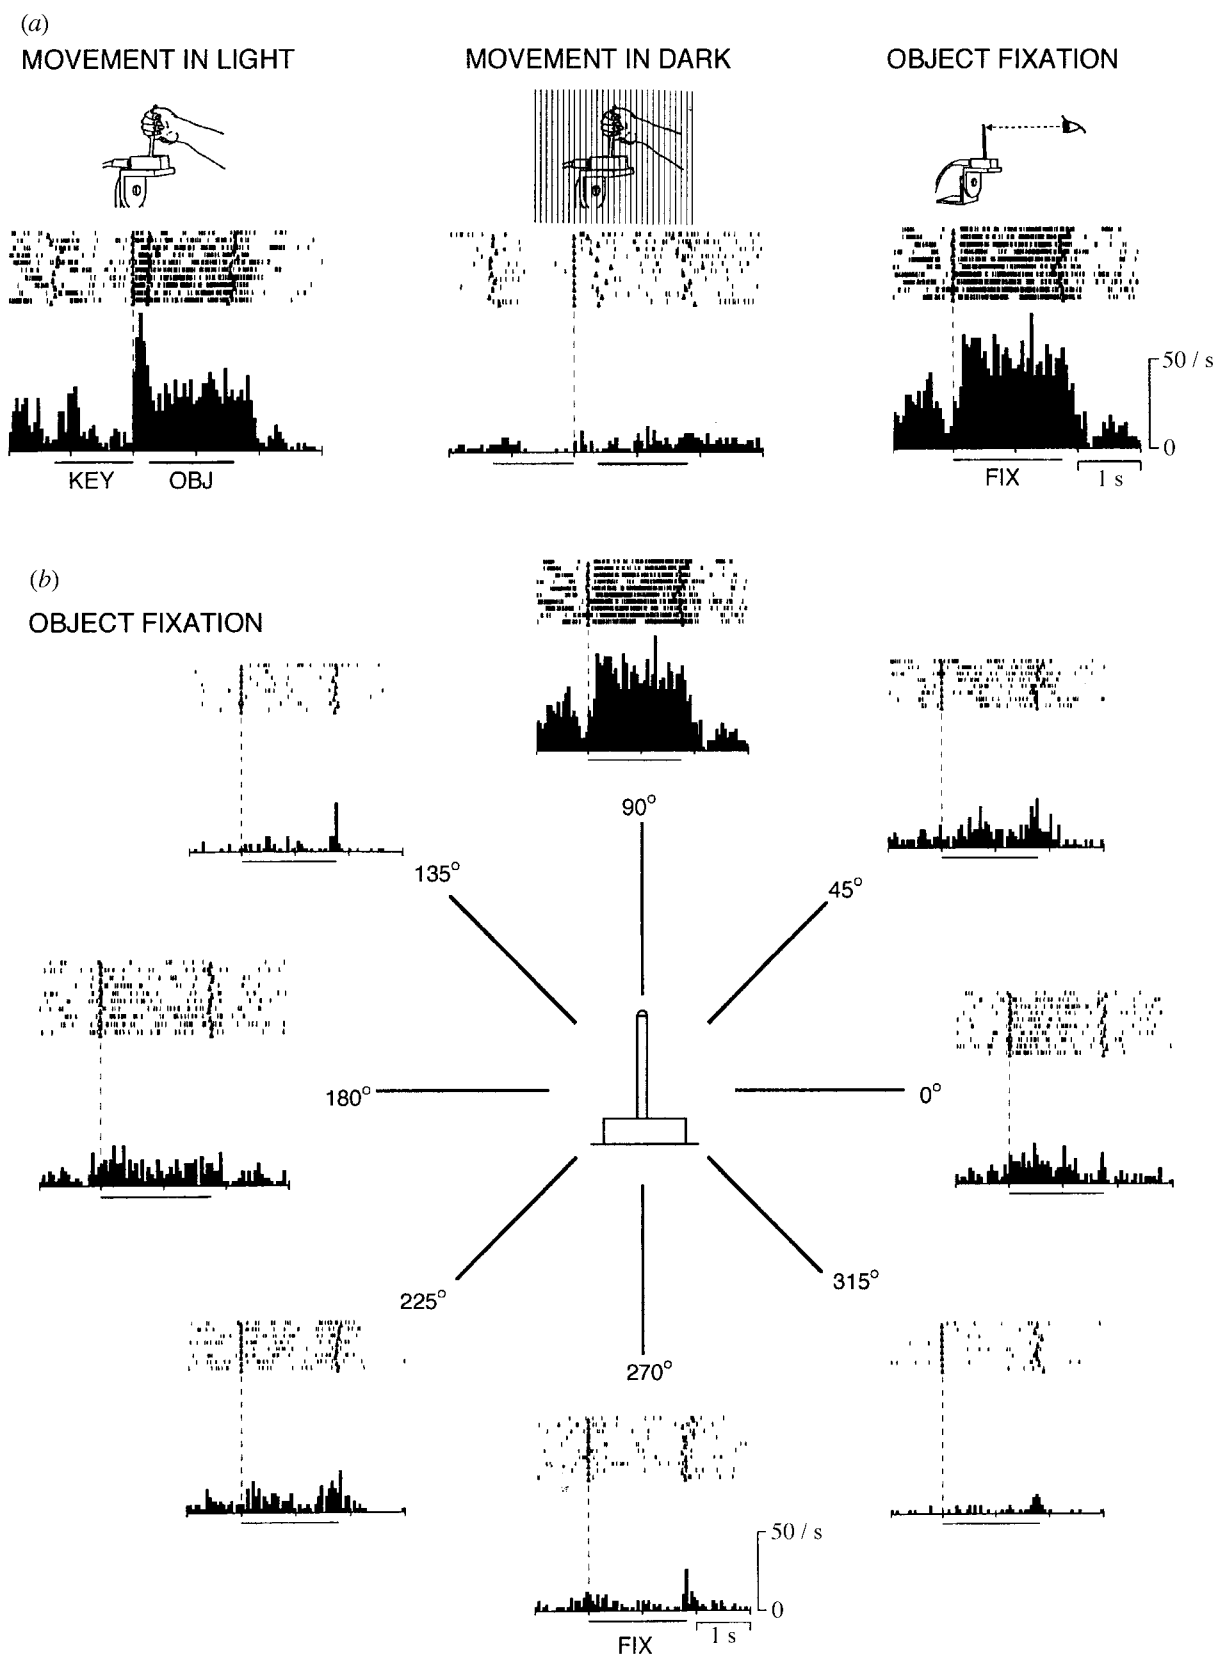 (a)
MOVEMENT IN LIGHT
MOVEMENT IN DARK
OBJECT FIXATION
50 / s
0
KEY
OBJ
FIX
1 s
(b)
OBJECT FIXATION
90°
135°
45°
180°
0°
225°
315°
270°
50 / s
0
FIX
1 s